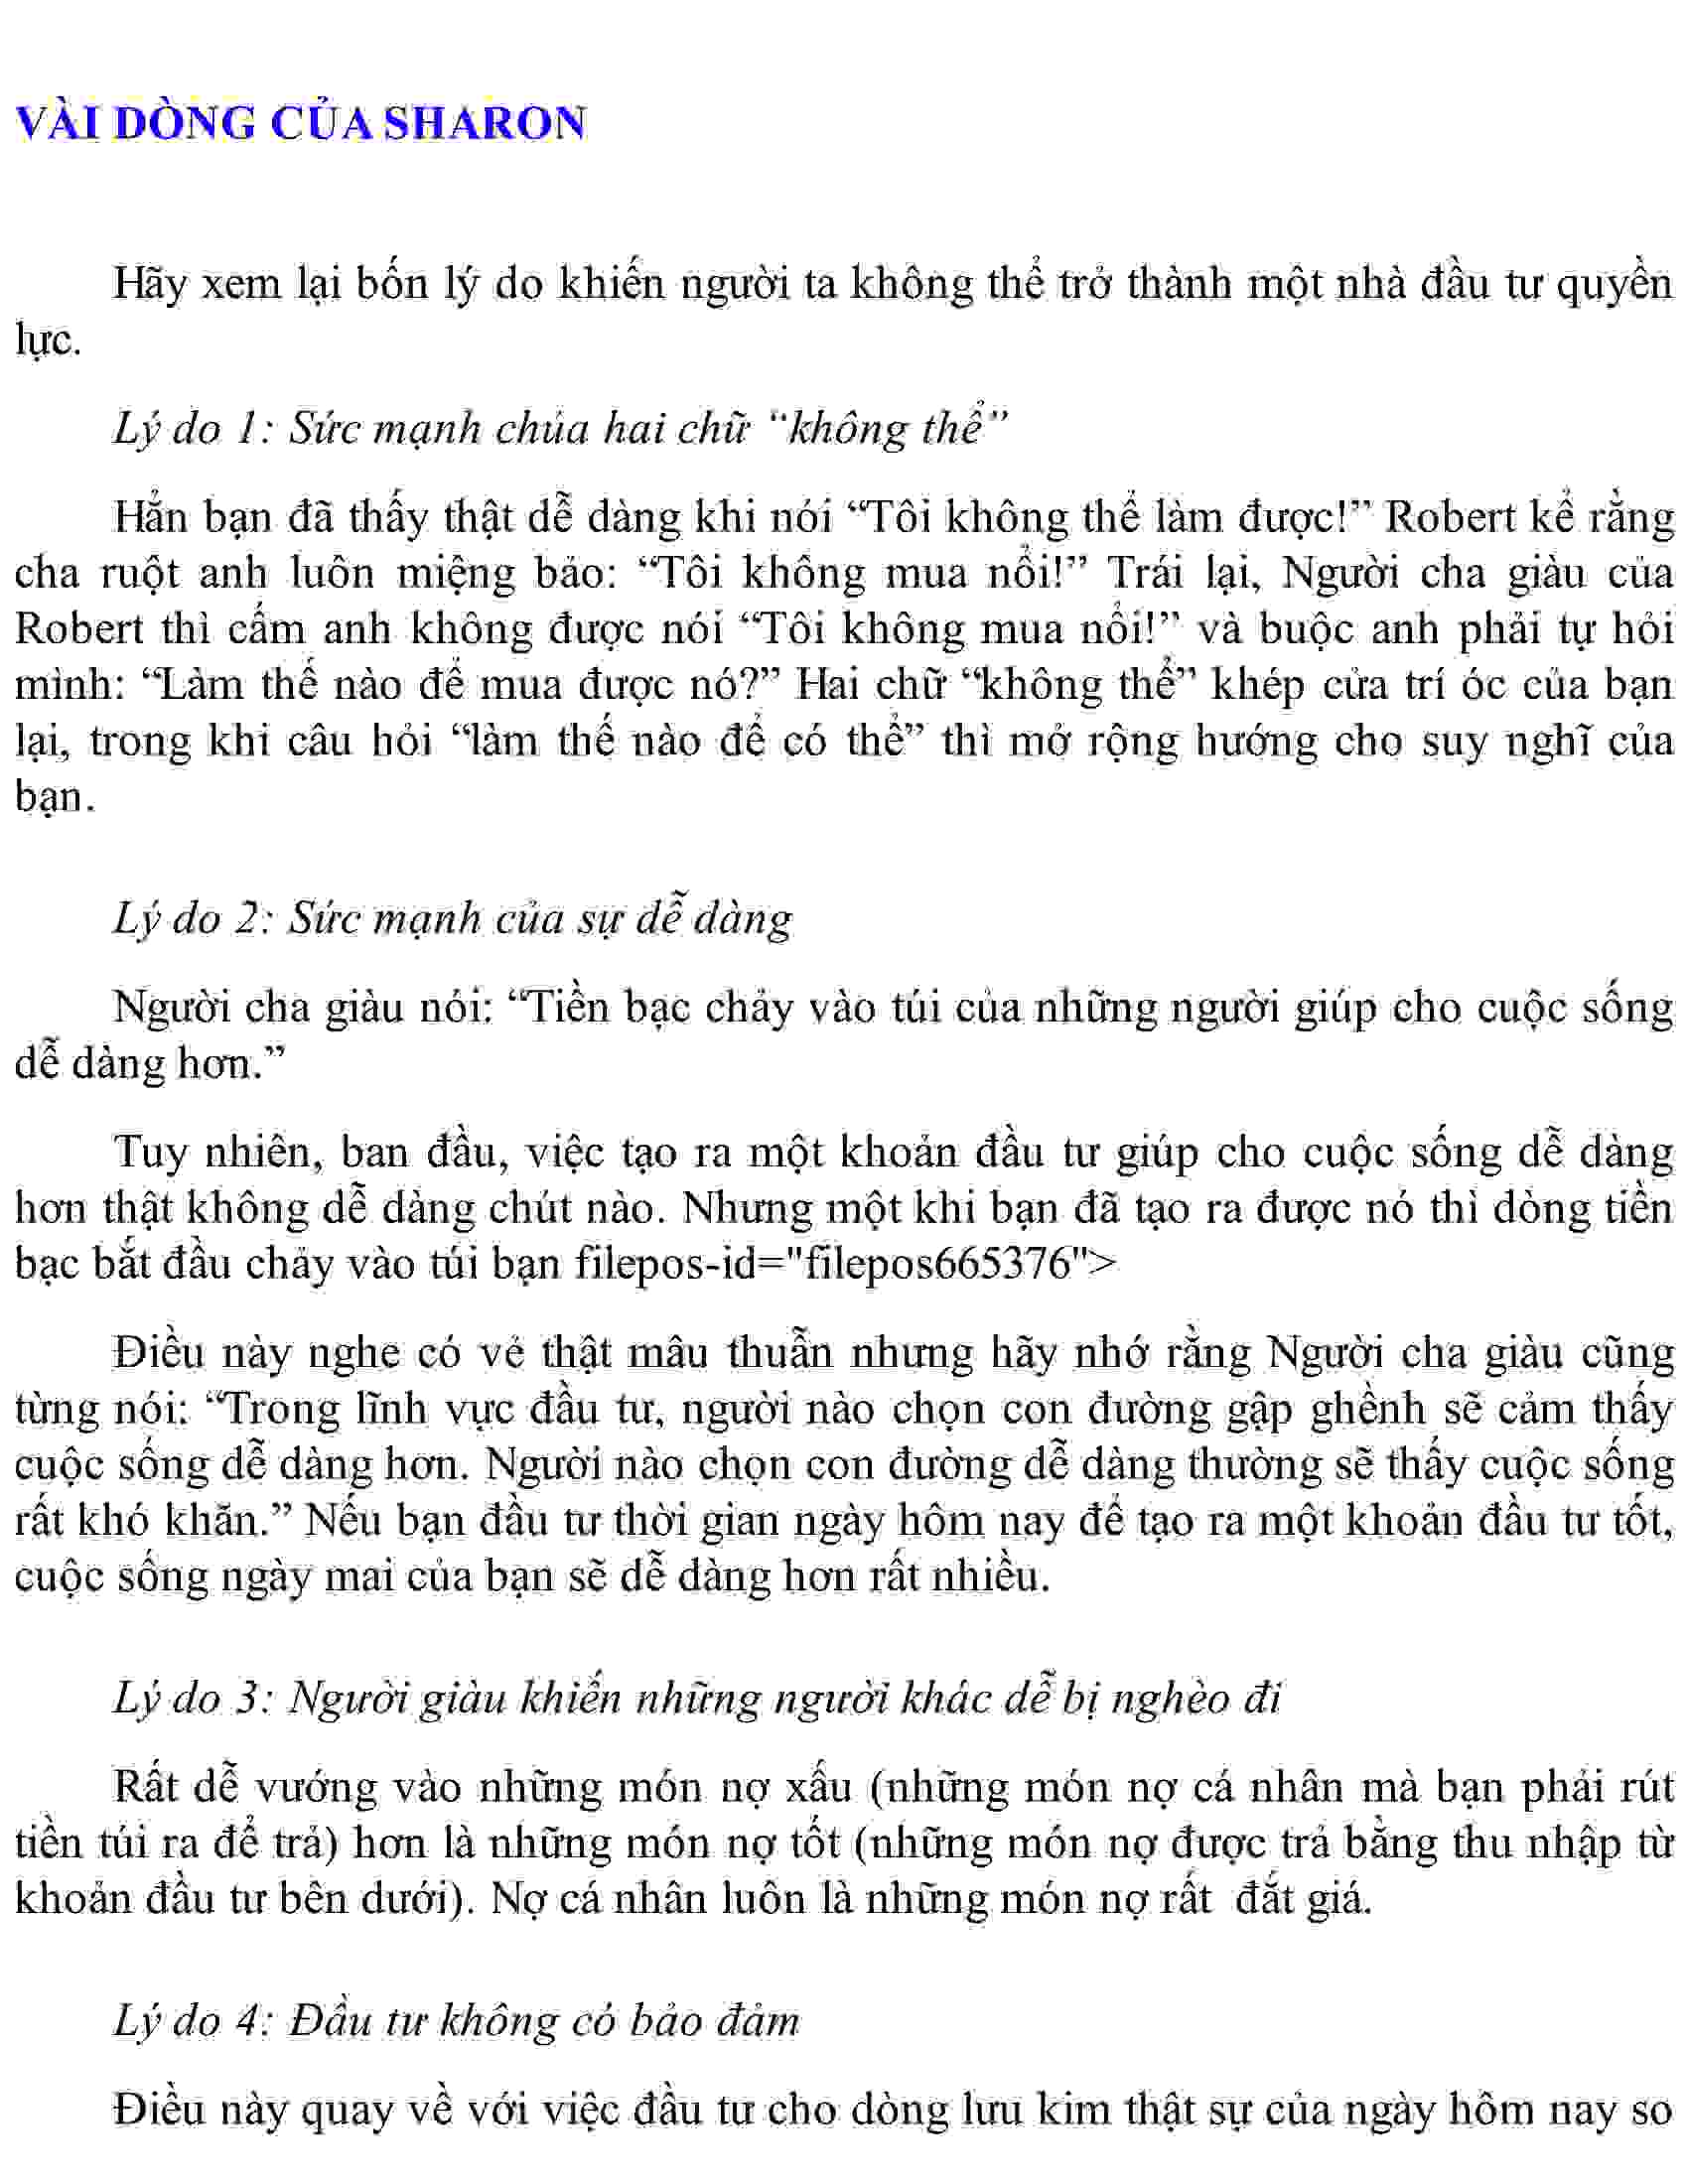 VÀI DÒNG CỦA SHARON
Hãy xem lại bốn lý do khiến người ta không thể trở thành một nhà đầu tư quyền
lực.
Lý do 1: Sức mạnh chủa hai chữ “không thể”
Hẳn bạn đã thấy thật dễ dàng khi nói “Tôi không thể làm được!” Robert kể rằng
cha ruột anh luôn miệng bảo: “Tôi không mua nổi!” Trái lại, Người cha giàu của
Robert thì cấm anh không được nói “Tôi không mua nổi!” và buộc anh phải tự hỏi
mình: “Làm thế nào để mua được nó?” Hai chữ “không thể” khép cửa trí óc của bạn
lại, trong khi câu hỏi “làm thế nào để có thể” thì mở rộng hướng cho suy nghĩ của
bạn.
Lý do 2: Sức mạnh của sự dễ dàng
Người cha giàu nói: “Tiền bạc chảy vào túi của những người giúp cho cuộc sống
dễ dàng hơn.”
Tuy nhiên, ban đầu, việc tạo ra một khoản đầu tư giúp cho cuộc sống dễ dàng
hơn thật không dễ dàng chút nào. Nhưng một khi bạn đã tạo ra được nó thì dòng tiền
bạc bắt đầu chảy vào túi bạn filepos-id="filepos665376">
Điều này nghe có vẻ thật mâu thuẫn nhưng hãy nhớ rằng Người cha giàu cũng
từng nói: “Trong lĩnh vực đầu tư, người nào chọn con đường gập ghềnh sẽ cảm thấy
cuộc sống dễ dàng hơn. Người nào chọn con đường dễ dàng thường sẽ thấy cuộc sống
rất khó khăn.” Nếu bạn đầu tư thời gian ngày hôm nay để tạo ra một khoản đầu tư tốt,
cuộc sống ngày mai của bạn sẽ dễ dàng hơn rất nhiều.
Lý do 3: Người giàu khiến những người khác dễ bị nghèo đi
Rất dễ vướng vào những món nợ xấu (những món nợ cá nhân mà bạn phải rút
tiền túi ra để trả) hơn là những món nợ tốt (những món nợ được trả bằng thu nhập từ
khoản đầu tư bên dưới). Nợ cá nhân luôn là những món nợ rất  đắt giá.
Lý do 4: Đầu tư không có bảo đảm
Điều này quay về với việc đầu tư cho dòng lưu kim thật sự của ngày hôm nay so